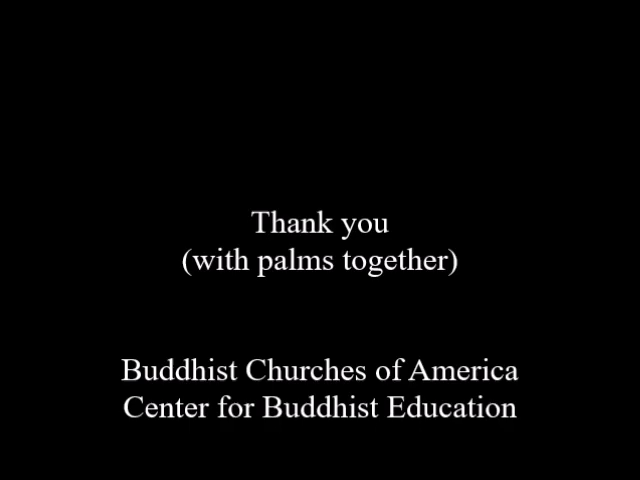 Thank you
(with palms together)
Buddhist Churches of America
Center for Buddhist Education